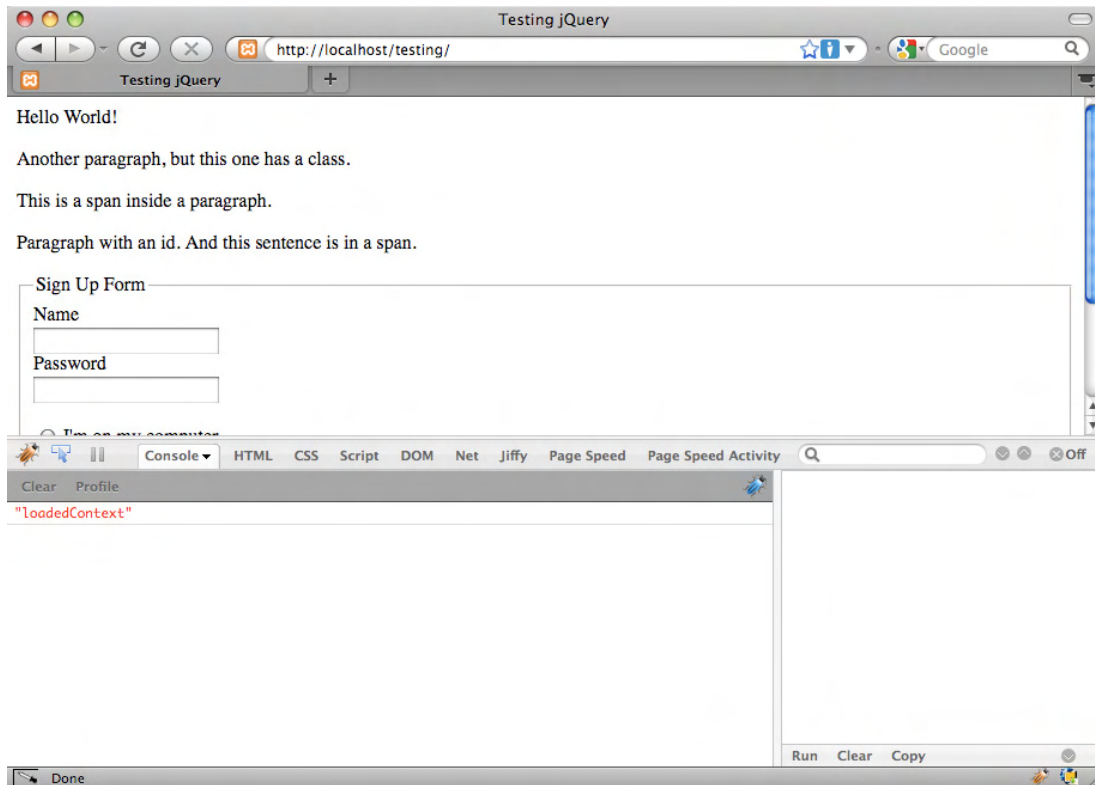 Testing jQuery
http://localhost/testing/
Google
Testing jQuery
+
Hello World!
Another paragraph, but this one has a class.
This is a span inside a paragraph.
Paragraph with an id. And this sentence is in a span.
Sign Up Form
Name
Password
I'm on my computer
Console HTML CSS Script DOM Net Jiffy Page Speed Page Speed Activity Off
Clear Profile
"loadedContext"
Run Clear Copy
Done